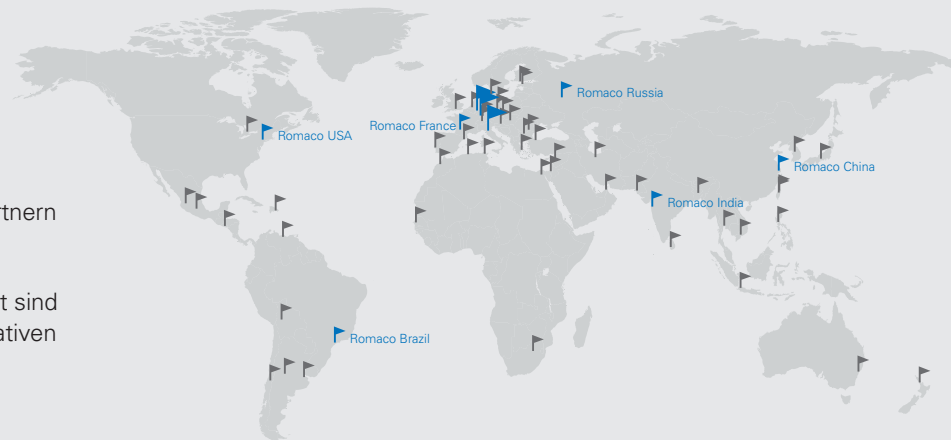 rtnern
t sind
ativen
Romaco Russia
Romaco France
Romaco USA
Romaco China
Romaco India
Romaco Brazil